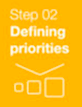 Step 02
Defining
priorities